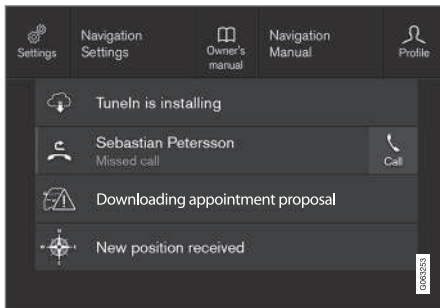 Settings
Navigation
Settings
Owner's
manual
Navigation
Manual
Profile
TuneIn is installing
Sebastian Petersson
Missed call
Call
Downloading appointment proposal
New position received
G063253